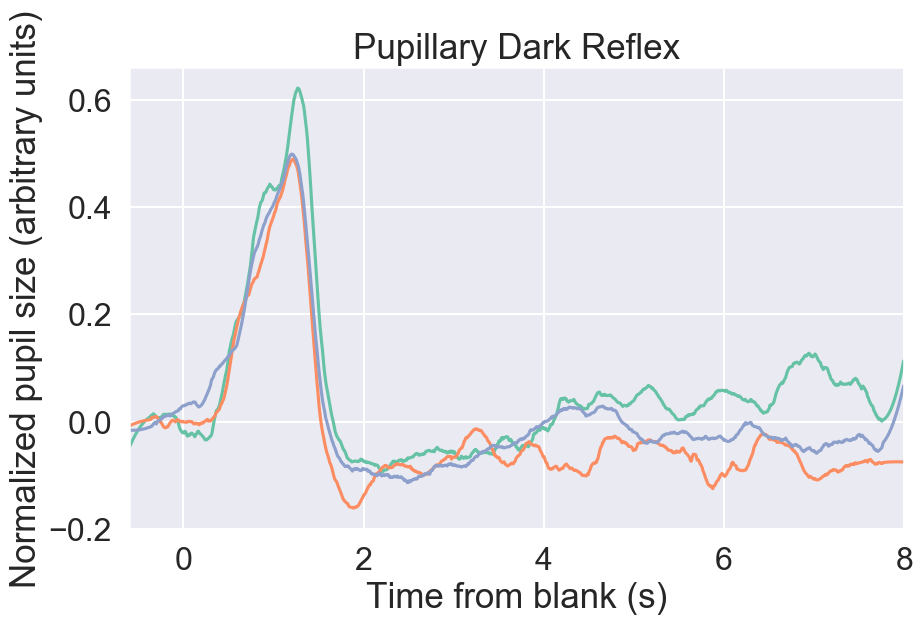 Pupillary Dark Reflex
Normalized pupil size (arbitrary units)
0.6
0.4
0.2
0.0
−0.2
0 2 4 6 8
Time from blank (s)